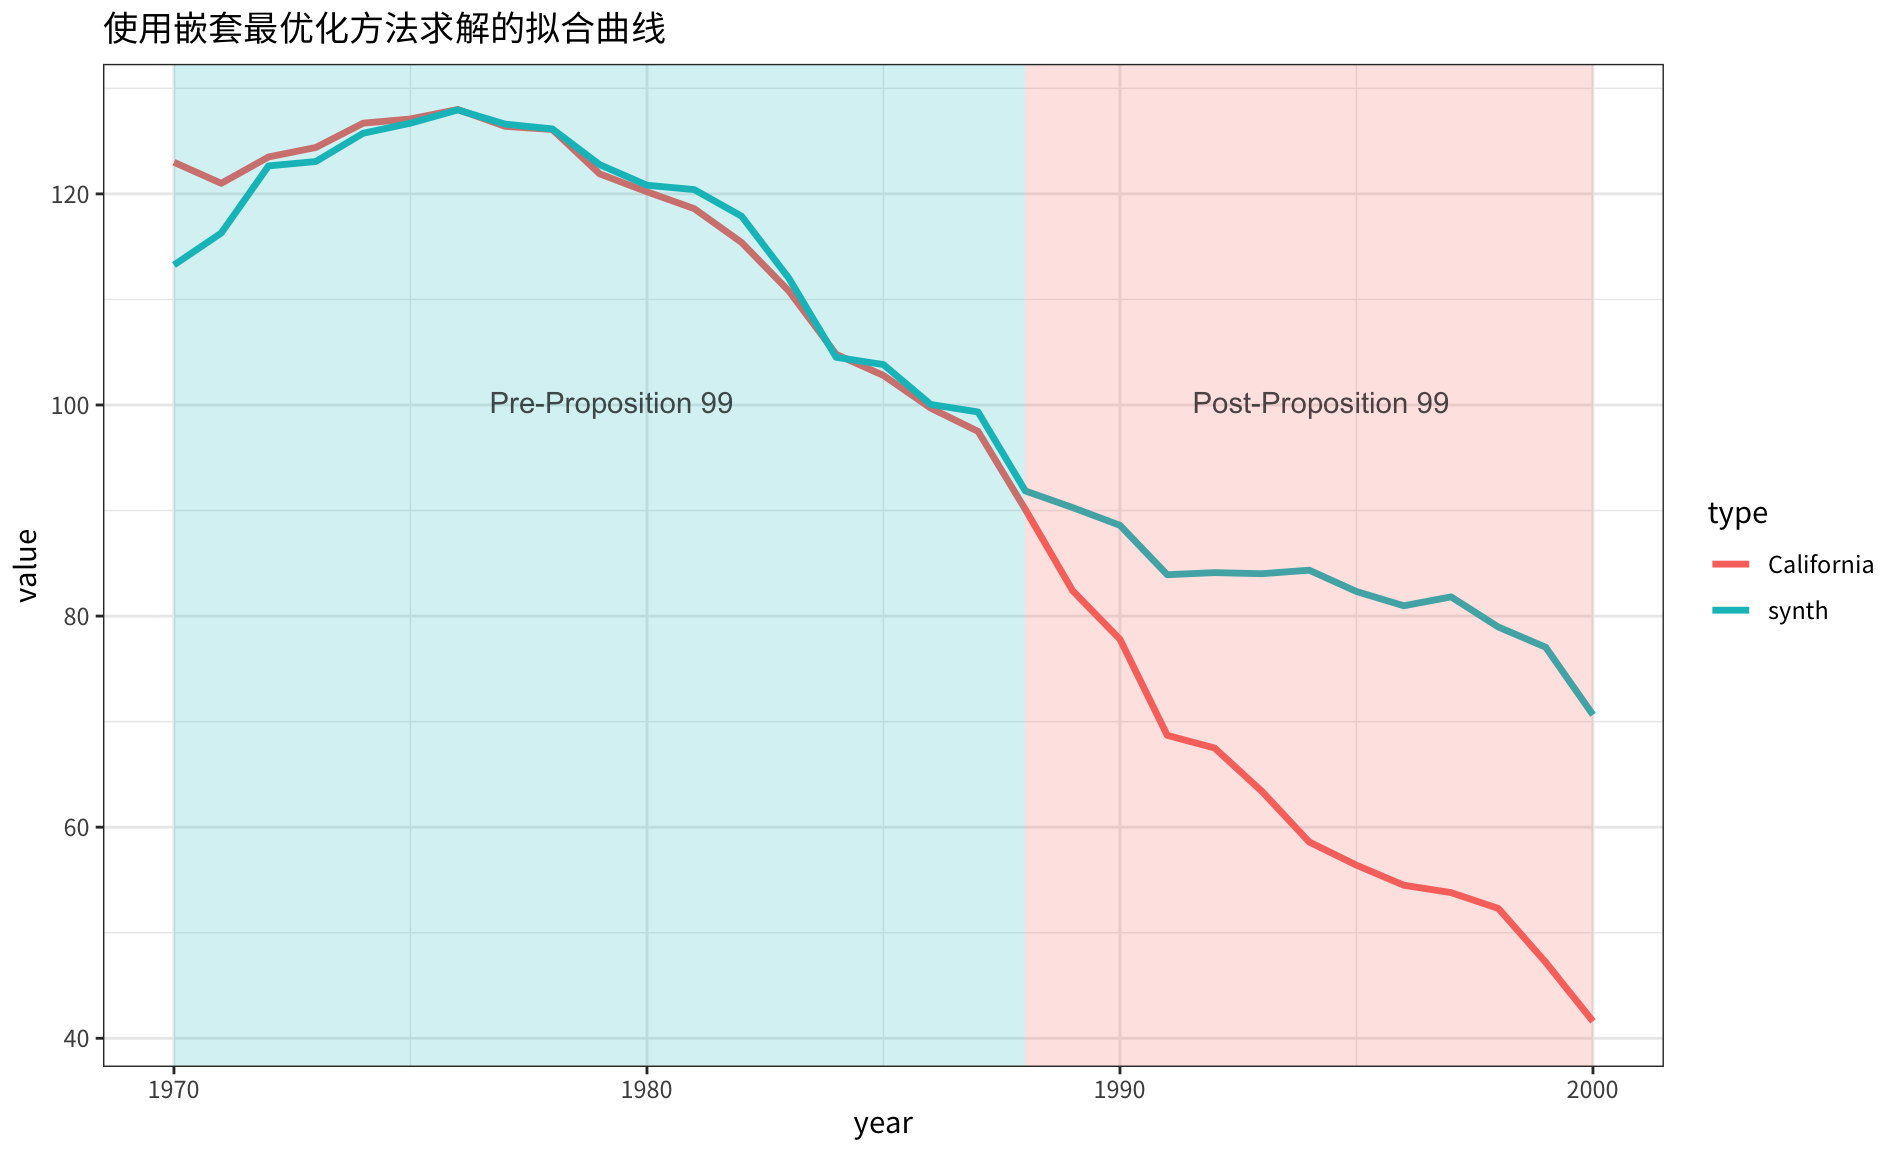 使用嵌套最优化方法求解的拟合曲线
120
100
80
60
40
value
Pre-Proposition 99
Post-Proposition 99
1970
1980
1990
2000
year
type
California
synth